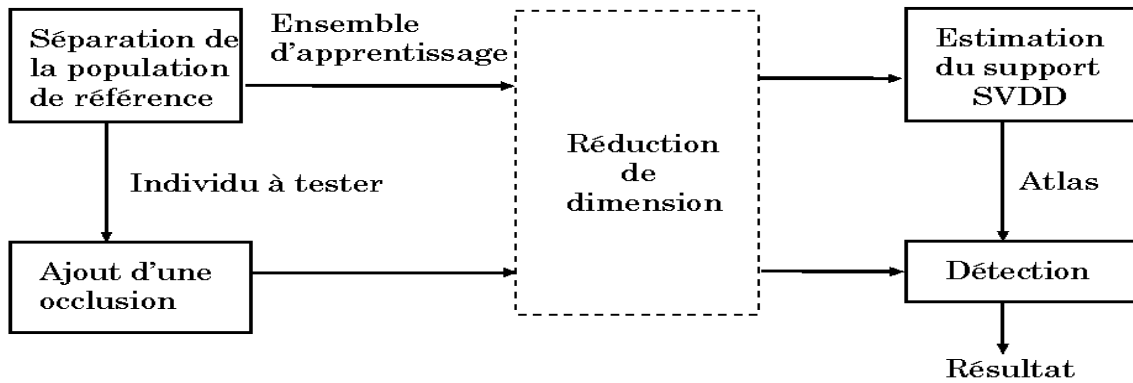 Séparation de
la population
de référence
Ensemble
d'apprentissage
Individu à tester
Ajout d'une
occlusion
Réduction
de
dimension
Estimation
du support
SVDD
Atlas
Détection
Résultat